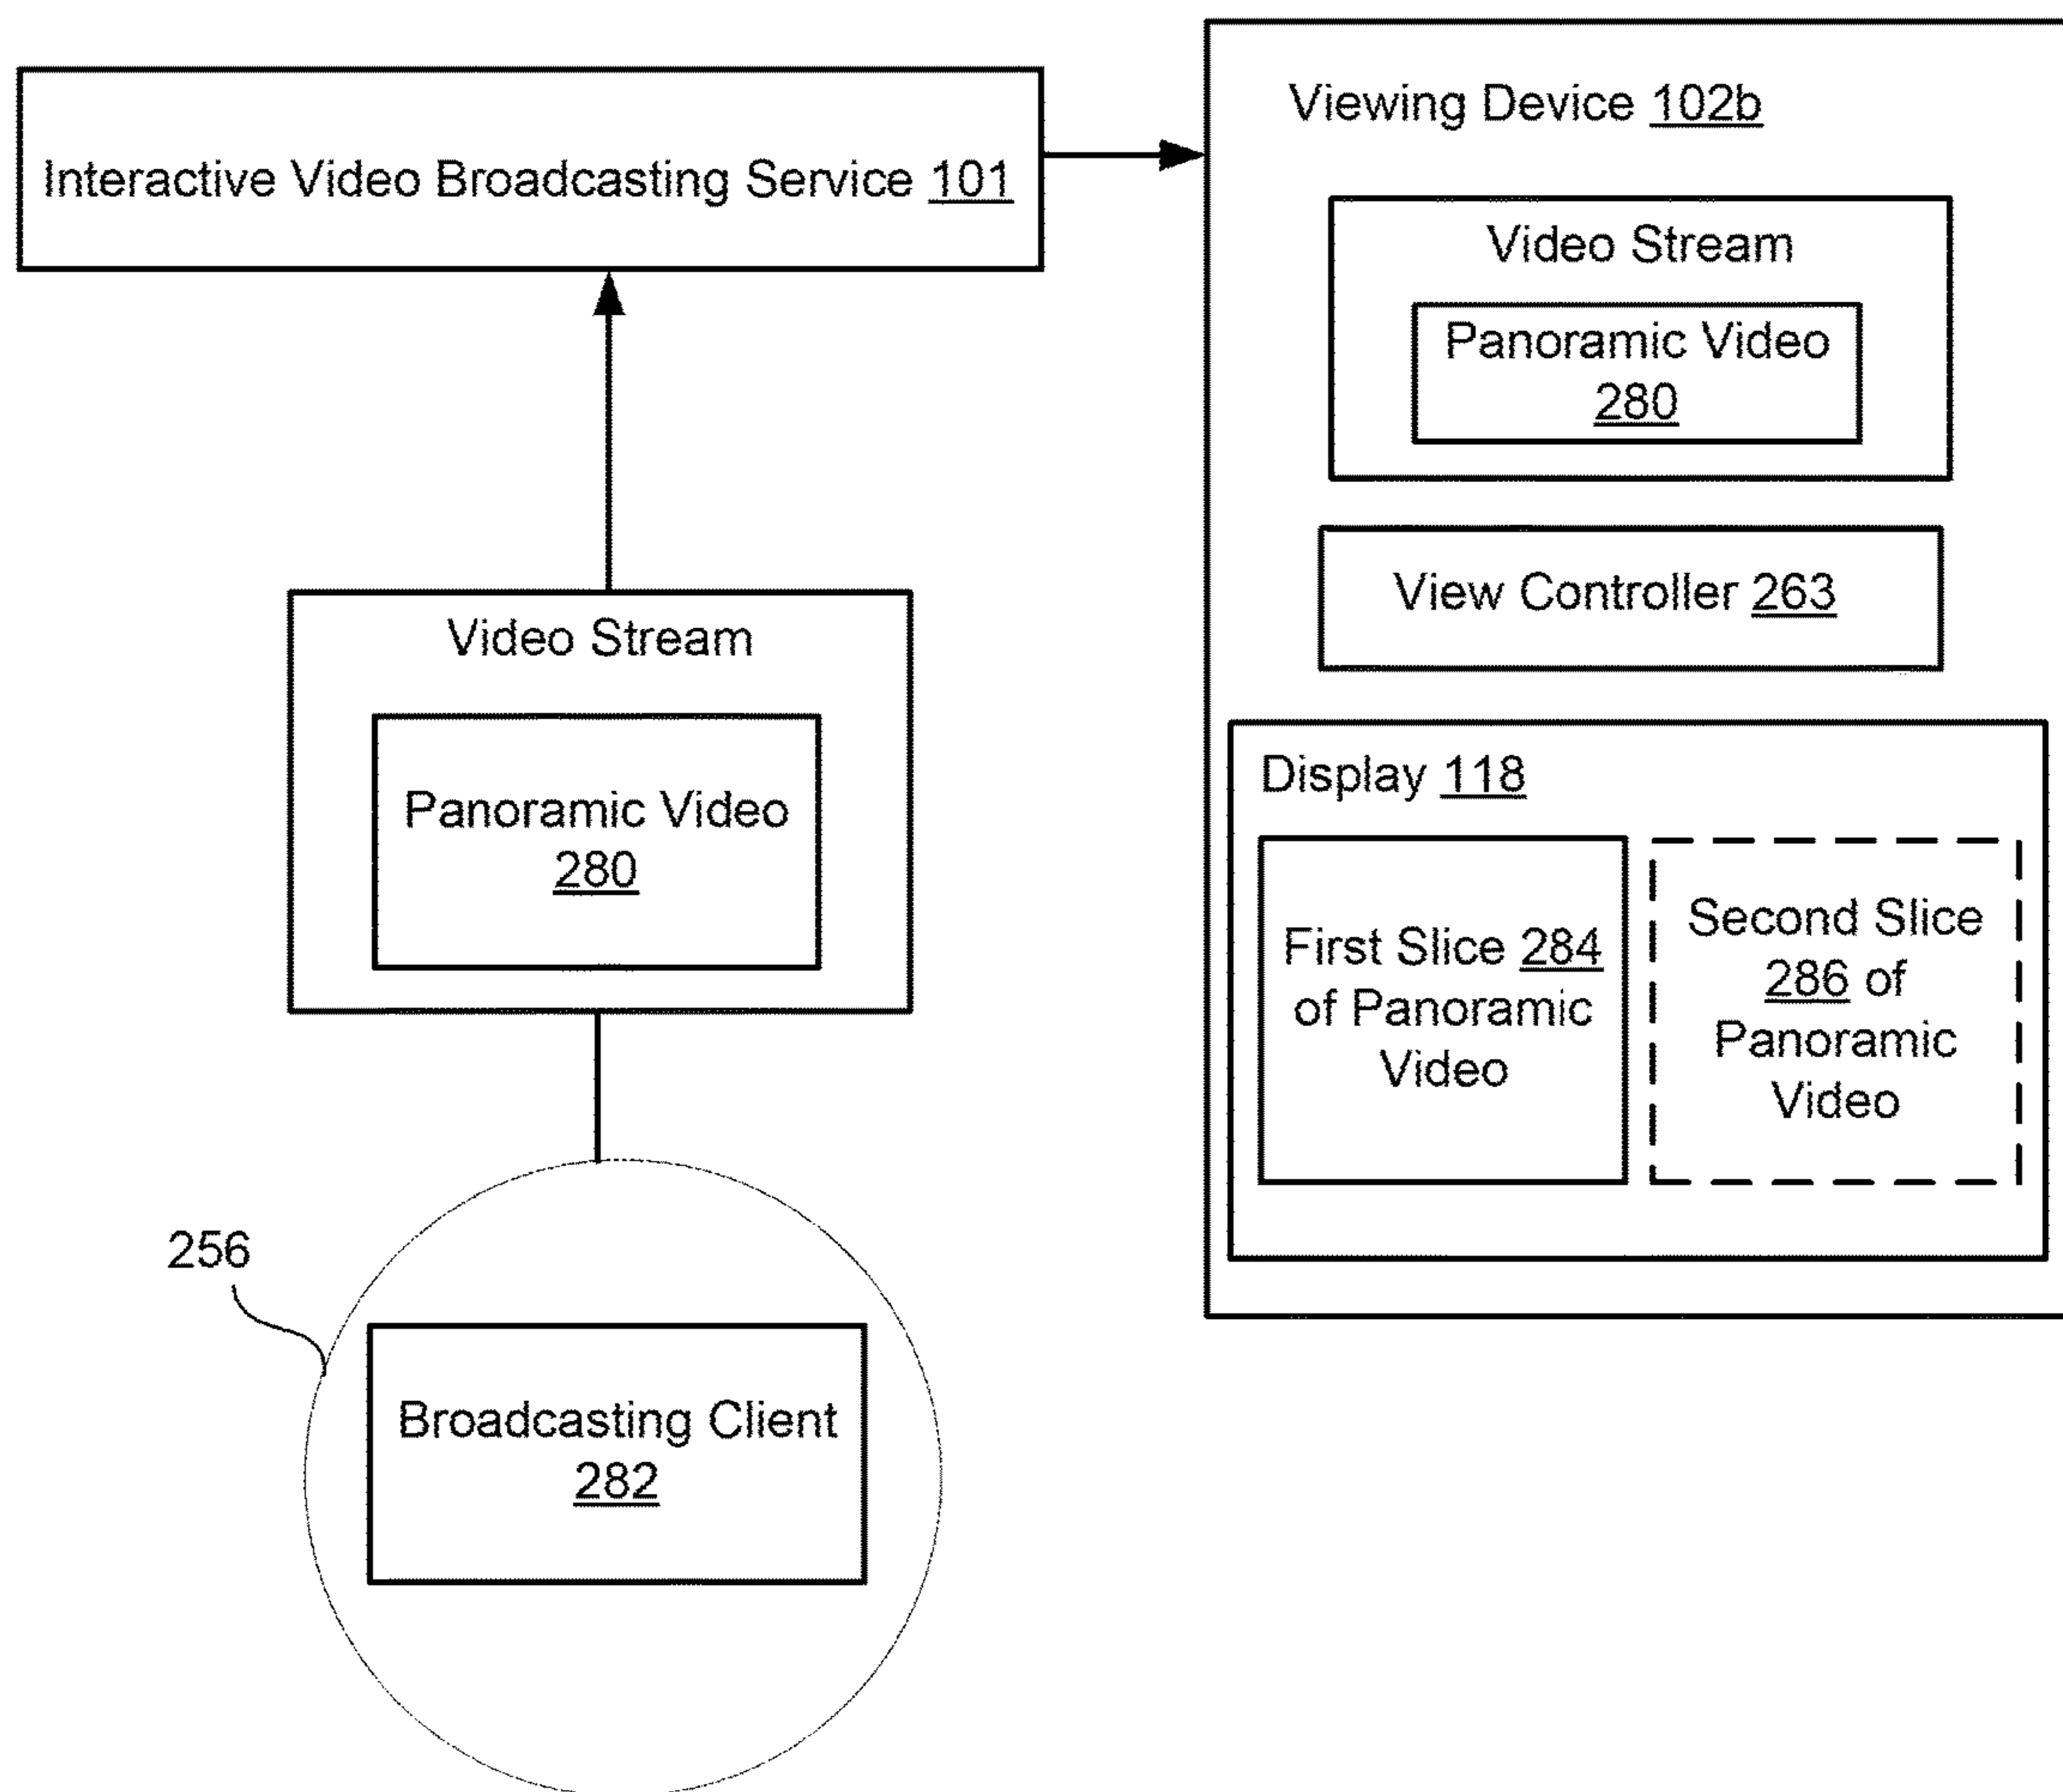 Interactive Video Broadcasting Service 101
Viewing Device 102b
Video Stream
Panoramic Video
280
View Controller 263
Display 118
First Slice 284
of Panoramic
Video
Second Slice
286 of
Panoramic
Video
Video Stream
Panoramic Video
280
256
Broadcasting Client
282